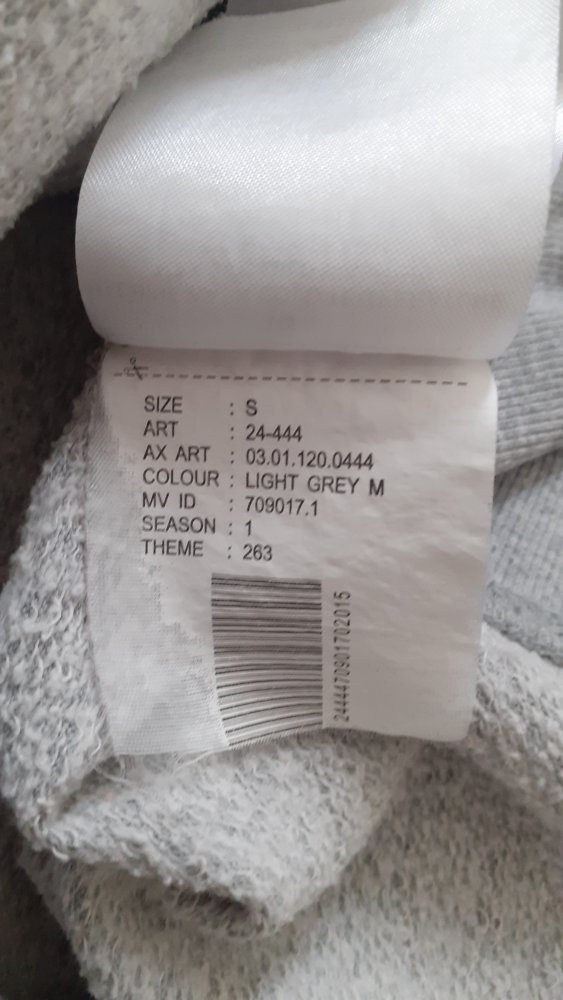 SIZE : S
ART : 24-444
AX ART : 03.01.120.0444
COLOUR : LIGHT GREY M
MV ID : 709017.1
SEASON : 1
THEME : 263
24444470901702015